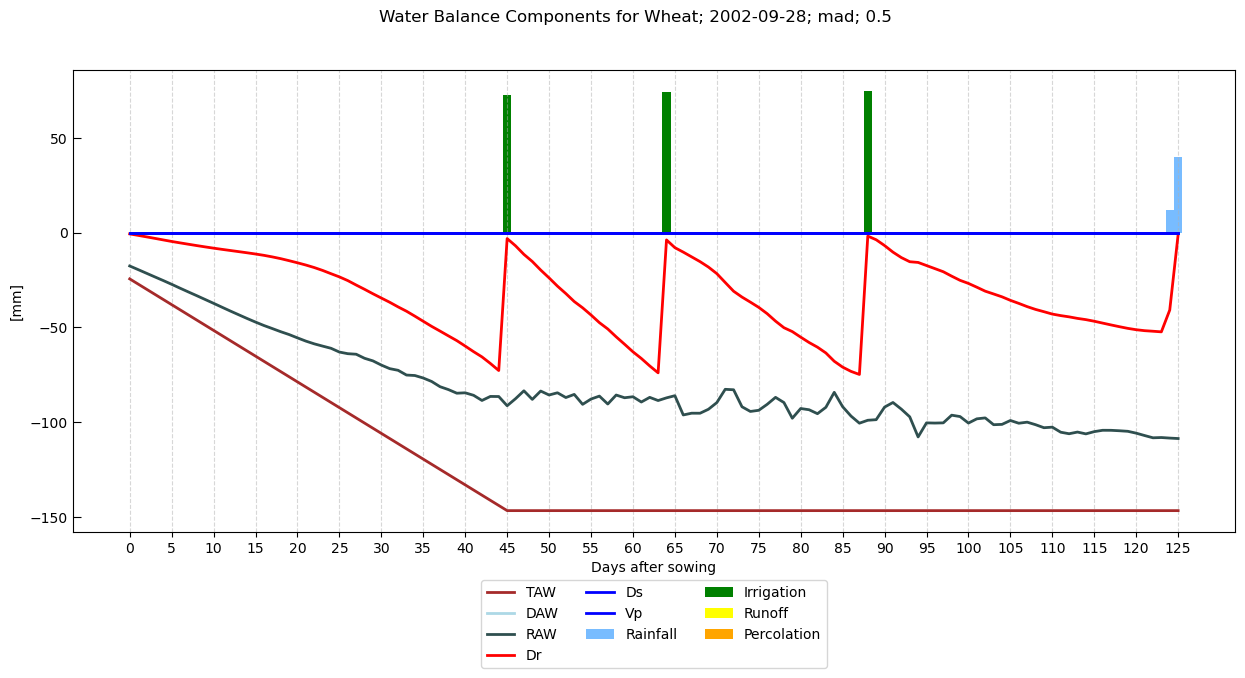 Water Balance Components for Wheat; 2002-09-28; mad; 0.5
50
0
−50
−100
−150
[mm]
0 5 10 15 20 25 30 35 40 45 50 55 60 65 70 75 80 85 90 95 100 105 110 115 120 125
Days after sowing
TAW Ds Irrigation
DAW Vp Runoff
RAW Rainfall Percolation
Dr